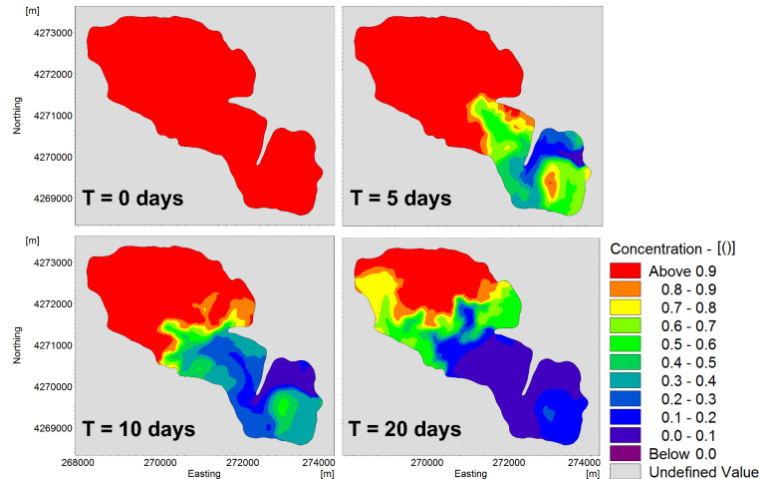 [m]
4273000
4272000
4271000
4270000
4269000
Northing
T = 0 days
T = 5 days
[m]
4273000
4272000
4271000
4270000
4269000
Northing
T = 10 days
T = 20 days
268000 270000 272000 274000
Easting [m]
270000 272000 274000
Easting [m]
Concentration - [()]
Above 0.9
0.8 - 0.9
0.7 - 0.8
0.6 - 0.7
0.5 - 0.6
0.4 - 0.5
0.3 - 0.4
0.2 - 0.3
0.1 - 0.2
0.0 - 0.1
Below 0.0
Undefined Value